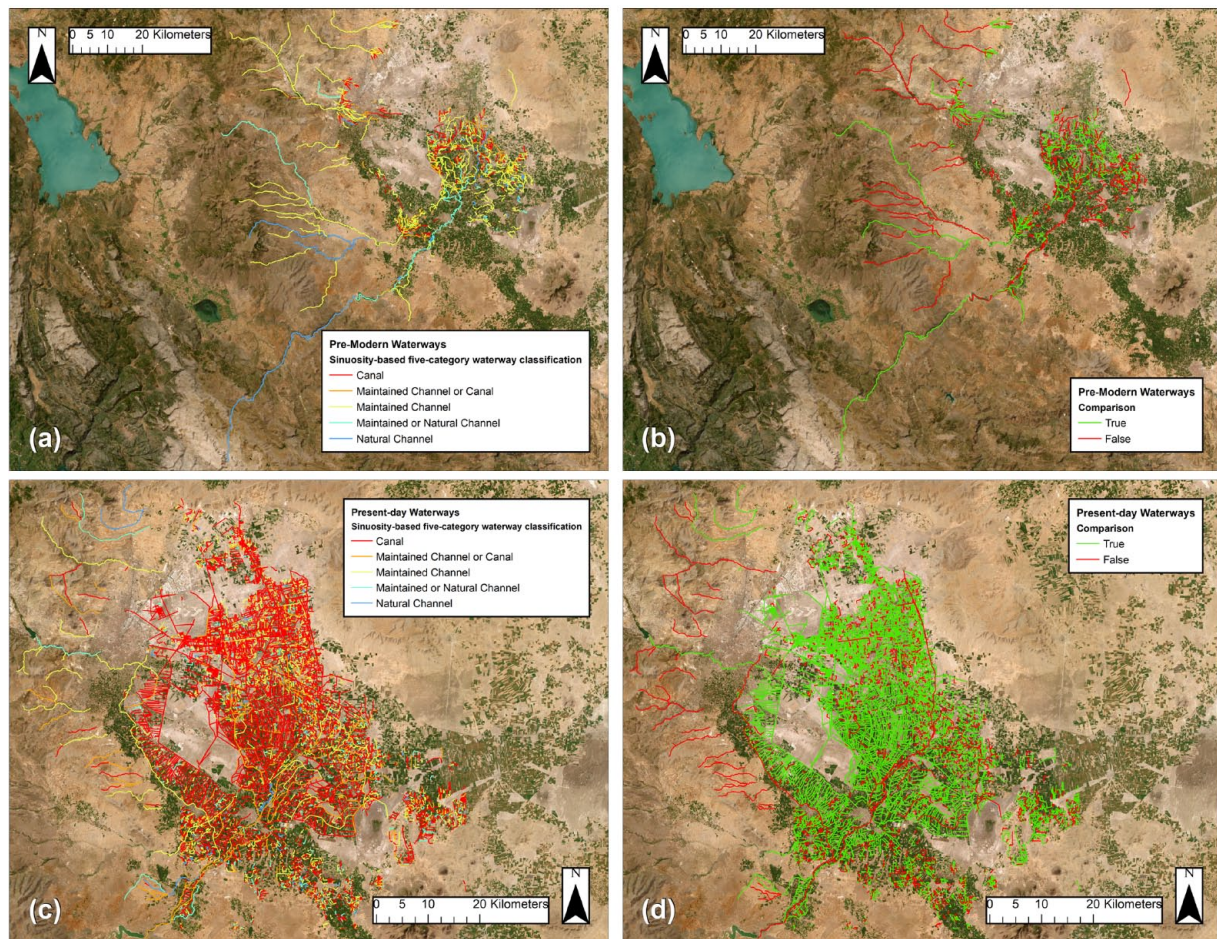 N
0 5 10 20 Kilometers
Pre-Modern Waterways
Sinuosity-based five-category waterway classification
Canal
Maintained Channel or Canal
Maintained Channel
Maintained or Natural Channel
Natural Channel
(a)
N
0 5 10 20 Kilometers
Pre-Modern Waterways
Comparison
True
False
(b)
Present-day Waterways
Sinuosity-based five-category waterway classification
Canal
Maintained Channel or Canal
Maintained Channel
Maintained or Natural Channel
Natural Channel
(c)
0 5 10 20 Kilometers
N
Present-day Waterways
Comparison
True
False
(d)
0 5 10 20 Kilometers
N